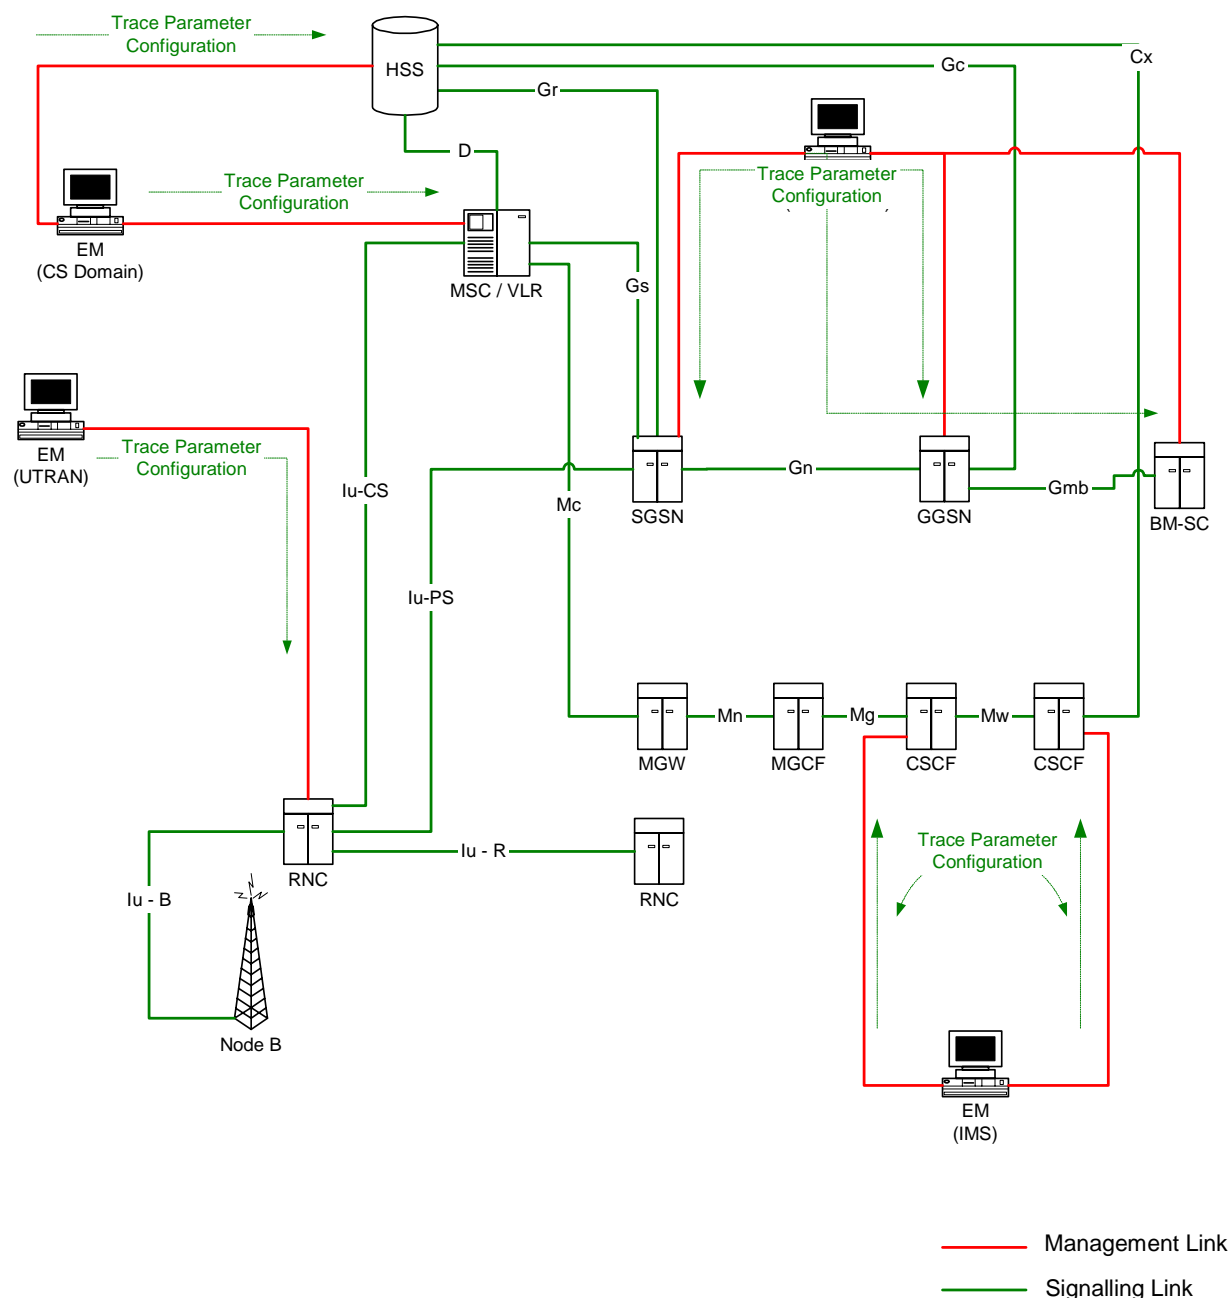 Trace Parameter
Configuration
HSS
Cx
Gc
Gr
D
Trace Parameter
Configuration
Trace Parameter
Configuration
EM
(CS Domain)
MSC / VLR
Gs
EM
(UTRAN)
Trace Parameter
Configuration
Iu-CS
Mc
SGSN
Gn
GGSN
Gmb
BM-SC
Iu-PS
MGW
Mn
MGCF
Mg
CSCF
Mw
CSCF
Trace Parameter
Configuration
RNC
Iu - R
RNC
Iu - B
Node B
EM
(IMS)
Management Link
Signalling Link